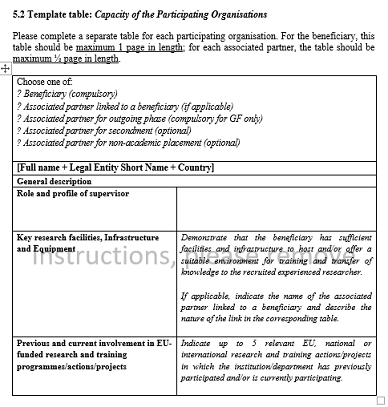 5.2 Template table: Capacity of the Participating Organisations
Please complete a separate table for each participating organisation. For the beneficiary, this
table should be maximum 1 page in length; for each associated partner, the table should be
maximum ½ page in length.
Choose one of:
? Beneficiary (compulsory)
? Associated partner linked to a beneficiary (if applicable)
? Associated partner for outgoing phase (compulsory for GF only)
? Associated partner for secondment (optional)
? Associated partner for non-academic placement (optional)
[Full name + Legal Entity Short Name + Country]
General description
Role and profile of supervisor
Key research facilities, Infrastructure
and Equipment
Demonstrate that the beneficiary has sufficient
facilities and infrastructure to host and/or offer a
suitable environment for training and transfer of
knowledge to the recruited experienced researcher.
If applicable, indicate the name of the associated
partner linked to a beneficiary and describe the
nature of the link in the corresponding table.
Instructions, please remove
Previous and current involvement in EU-
funded research and training
programmes/actions/projects
Indicate up to 5 relevant EU, national or
international research and training actions/projects
in which the institution/department has previously
participated and/or is currently participating.